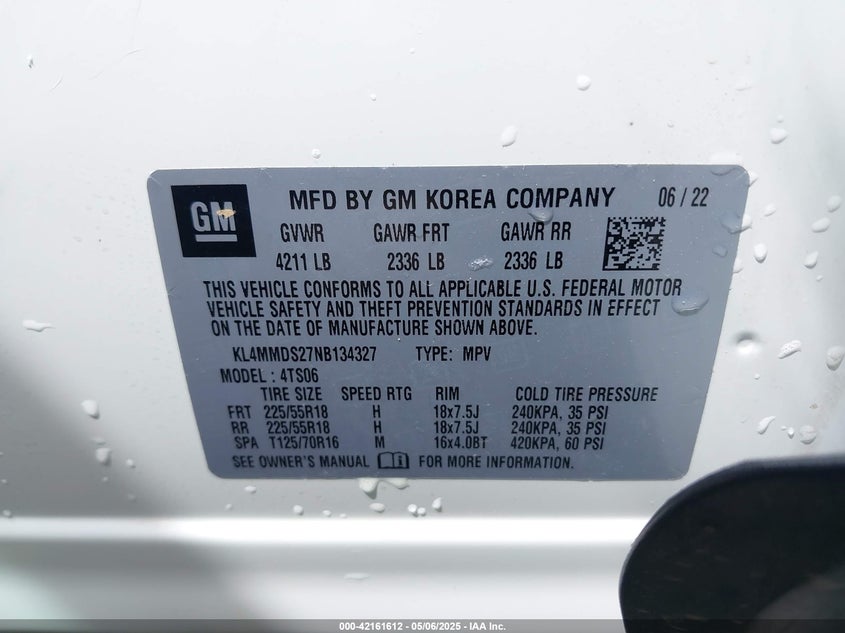 GM
MFD BY GM KOREA COMPANY 06 / 22
GVWR GAWR FRT GAWR RR
4211 LB 2336 LB 2336 LB
THIS VEHICLE CONFORMS TO ALL APPLICABLE U.S. FEDERAL MOTOR
VEHICLE SAFETY AND THEFT PREVENTION STANDARDS IN EFFECT
ON THE DATE OF MANUFACTURE SHOWN ABOVE.
KL4MMDS27NB134327 TYPE: MPV
MODEL : 4TS06
TIRE SIZE SPEED RTG RIM COLD TIRE PRESSURE
FRT 225/55R18 H 18x7.5J 240KPA, 35 PSI
RR 225/55R18 H 18x7.5J 240KPA, 35 PSI
SPA T125/70R16 M 16x4.0BT 420KPA, 60 PSI
SEE OWNER'S MANUAL FOR MORE INFORMATION.
000-42161612 - 05/06/2025 - IAA Inc.